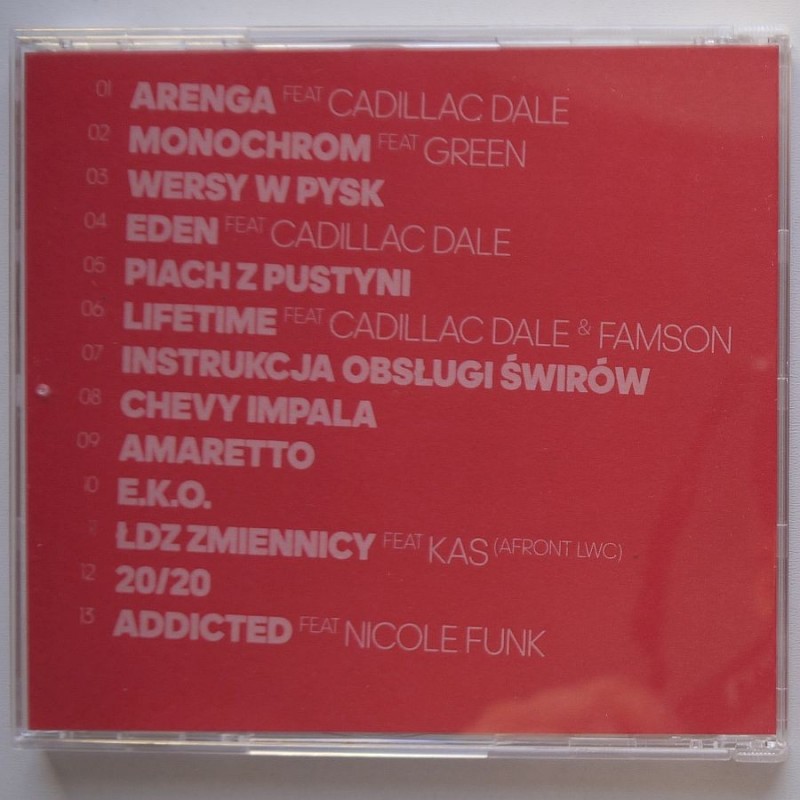 01 ARENGA FEAT CADILLAC DALE
02 MONOCHROM FEAT GREEN
03 WERSY W PYSK
04 EDEN FEAT CADILLAC DALE
05 PIACH Z PUSTYNI
06 LIFETIME FEAT CADILLAC DALE & FAMSON
07 INSTRUKCJA OBSŁUGI ŚWIRÓW
08 CHEVY IMPALA
09 AMARETTO
10 E.K.O.
11 ŁDZ ZMIENNICY FEAT KAS (AFRONT LWC)
12 20/20
13 ADDICTED FEAT NICOLE FUNK